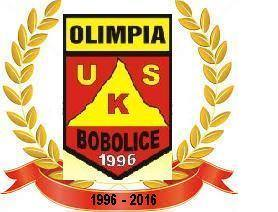 OLIMPIA
U S
K
BOBOLICE
1996
1996 - 2016